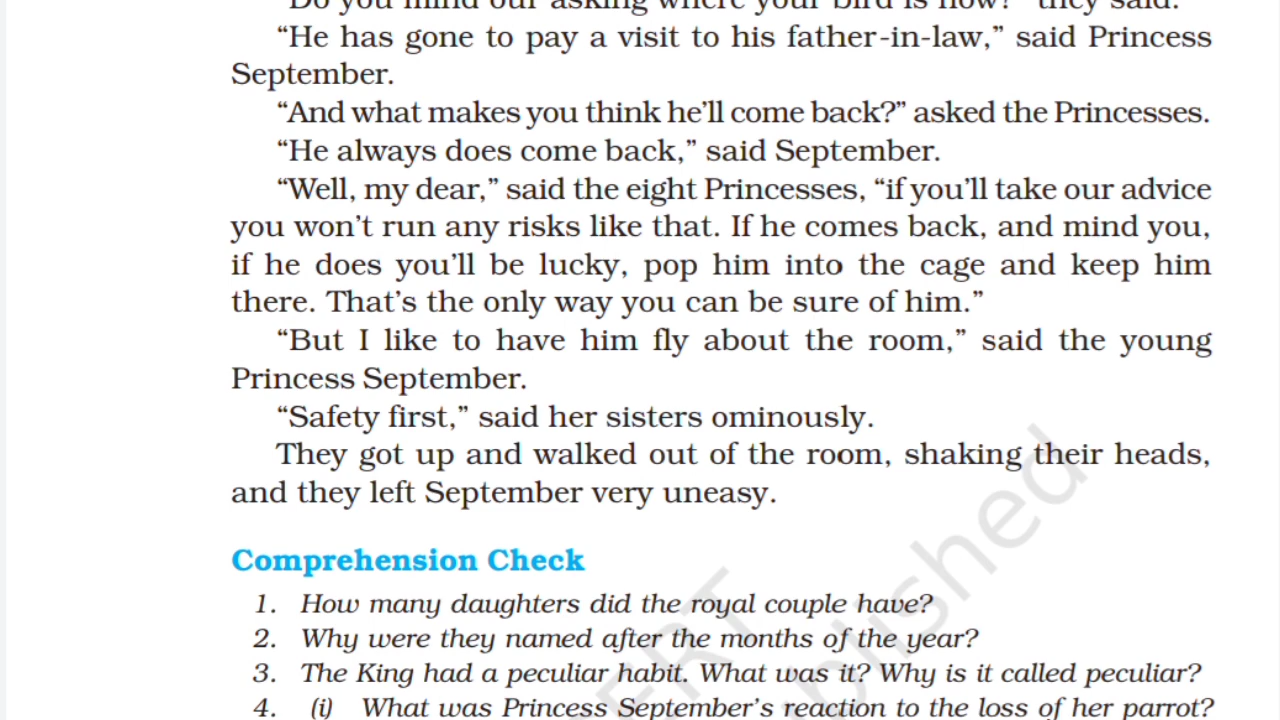 “Do you mind our asking where your bird is now?” they said.
“He has gone to pay a visit to his father-in-law,” said Princess
September.
“And what makes you think he’ll come back?” asked the Princesses.
“He always does come back,” said September.
“Well, my dear,” said the eight Princesses, “if you’ll take our advice
you won’t run any risks like that. If he comes back, and mind you,
if he does you’ll be lucky, pop him into the cage and keep him
there. That’s the only way you can be sure of him.”
“But I like to have him fly about the room,” said the young
Princess September.
“Safety first,” said her sisters ominously.
They got up and walked out of the room, shaking their heads,
and they left September very uneasy.
Comprehension Check
1. How many daughters did the royal couple have?
2. Why were they named after the months of the year?
3. The King had a peculiar habit. What was it? Why is it called peculiar?
4. (i) What was Princess September’s reaction to the loss of her parrot?